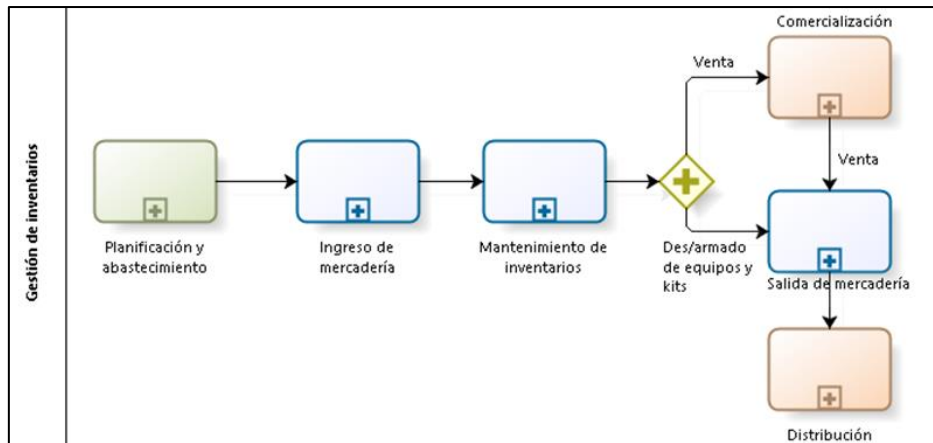 Gestión de inventarios
Planificación y
abastecimiento
Ingreso de
mercadería
Mantenimiento de
inventarios
Des/armado
de equipos y
kits
Venta
Comercialización
Venta
Salida de mercadería
Distribución